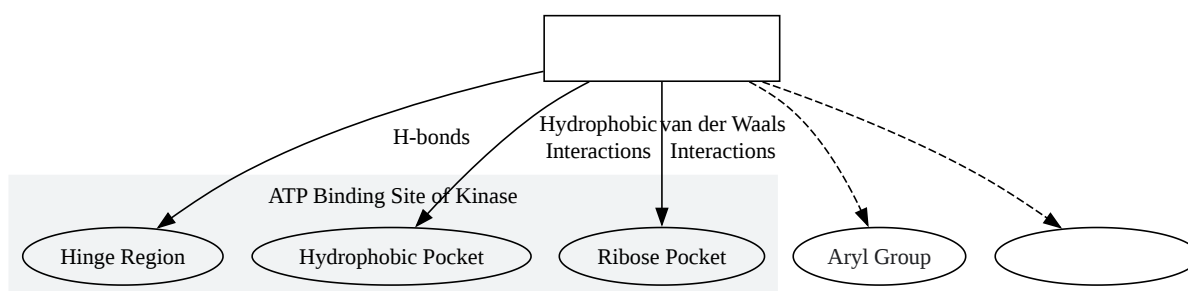 H-bonds
Hydrophobic
Interactions
van der Waals
Interactions
ATP Binding Site of Kinase
Hinge Region
Hydrophobic Pocket
Ribose Pocket
Aryl Group